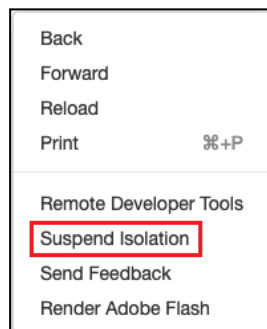 Back
Forward
Reload
Print ⌘+P
Remote Developer Tools
Suspend Isolation
Send Feedback
Render Adobe Flash